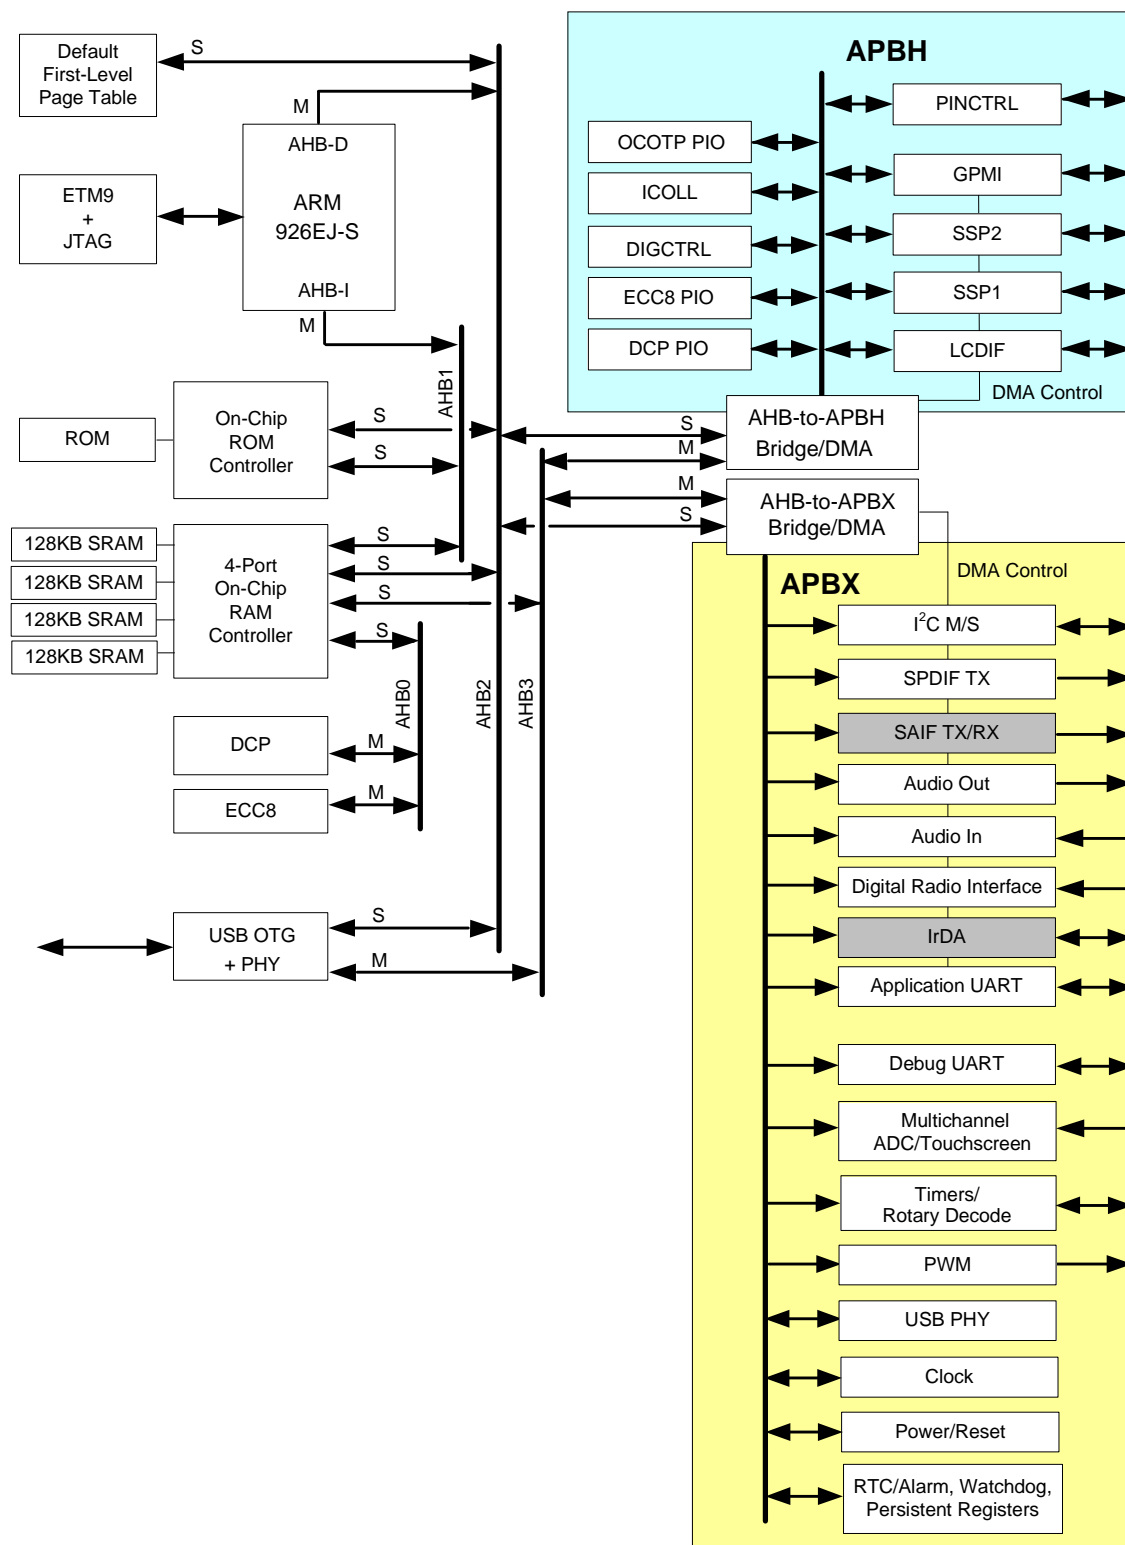 Default
First-Level
Page Table
S
M
AHB-D
ARM
926EJ-S
AHB-I
M
ETM9
+
JTAG
ROM
On-Chip
ROM
Controller
S
S
AHB1
128KB SRAM
128KB SRAM
128KB SRAM
128KB SRAM
4-Port
On-Chip
RAM
Controller
S
S
S
S
AHB0
AHB2
AHB3
DCP
M
ECC8
M
USB OTG
+ PHY
S
M
APBH
OCOTP PIO
ICOLL
DIGCTRL
ECC8 PIO
DCP PIO
PINCTRL
GPMI
SSP2
SSP1
LCDIF
DMA Control
S
M
AHB-to-APBH
Bridge/DMA
M
S
AHB-to-APBX
Bridge/DMA
APBX
DMA Control
I²C M/S
SPDIF TX
SAIF TX/RX
Audio Out
Audio In
Digital Radio Interface
IrDA
Application UART
Debug UART
Multichannel
ADC/Touchscreen
Timers/
Rotary Decode
PWM
USB PHY
Clock
Power/Reset
RTC/Alarm, Watchdog,
Persistent Registers